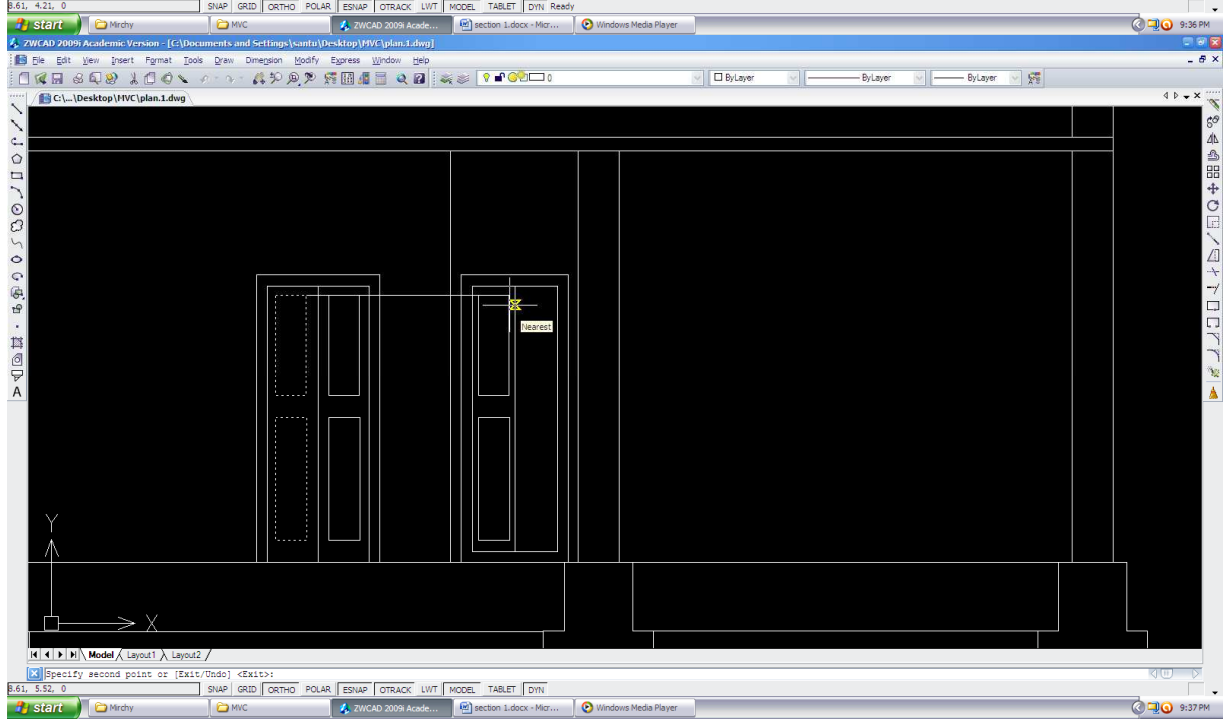 8.61, 4.21, 0 SNAP GRID ORTHO POLAR ESNAP OTRACK LWT MODEL TABLET DYN Ready
start Mirchy MVC ZWCAD 2009i Acade... section 1.docx - Micr... Windows Media Player 9:36 PM
ZWCAD 2009i Academic Version - [C:\Documents and Settings\santu\Desktop\MVC\plan.1.dwg]
File Edit View Insert Format Tools Draw Dimension Modify Express Window Help
0 ByLayer ByLayer ByLayer
C:\...\Desktop\MVC\plan.1.dwg
A
Nearest
Y
X
Model Layout1 Layout2
Specify second point or [Exit/Undo] <Exit>:
8.61, 5.52, 0 SNAP GRID ORTHO POLAR ESNAP OTRACK LWT MODEL TABLET DYN
start Mirchy MVC ZWCAD 2009i Acade... section 1.docx - Micr... Windows Media Player 9:37 PM